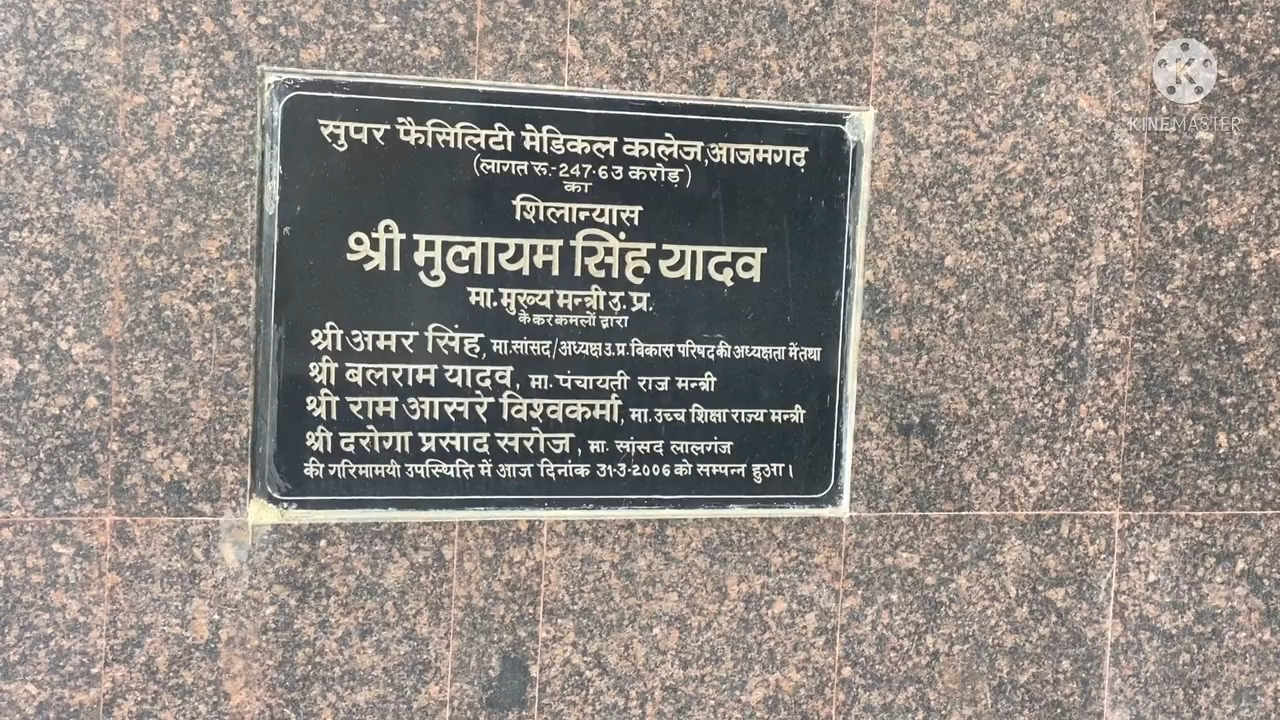 सुपर फैसिलिटी मेडिकल कालेज,आजमगढ़
(लागत रू.-247.63 करोड़)
का
शिलान्यास
श्री मुलायम सिंह यादव
मा. मुख्य मन्त्री उ. प्र.
के कर कमलों द्वारा
श्री अमर सिंह, मा. सांसद/अध्यक्ष उ.प्र. विकास परिषद की अध्यक्षता में तथा
श्री बलराम यादव, मा. पंचायती राज मन्त्री
श्री राम आसरे विश्वकर्मा, मा. उच्च शिक्षा राज्य मन्त्री
श्री दरोगा प्रसाद सरोज, मा. सांसद लालगंज
की गरिमामयी उपस्थिति में आज दिनांक 31-3-2006 को सम्पन्न हुआ।
K
KINEMASTER